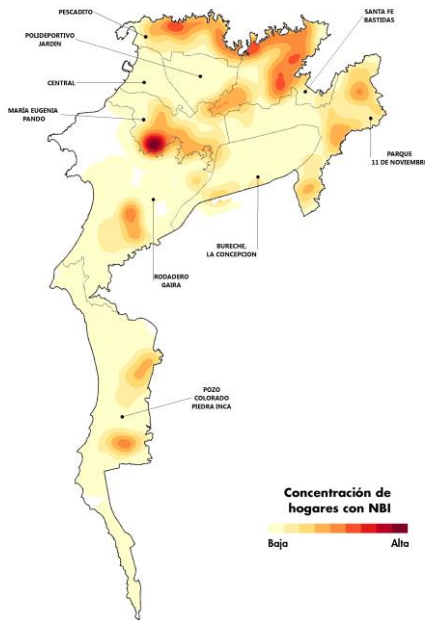 PESCADITO
SANTA FE
BASTIDAS
POLIDEPORTIVO
JARDIN
CENTRAL
MARÍA EUGENIA
PANDO
PARQUE
11 DE NOVIEMBRE
BURECHE,
LA CONCEPCION
RODADERO
GAIRA
POZO
COLORADO
PIEDRA INCA
Concentración de
hogares con NBI
Baja
Alta